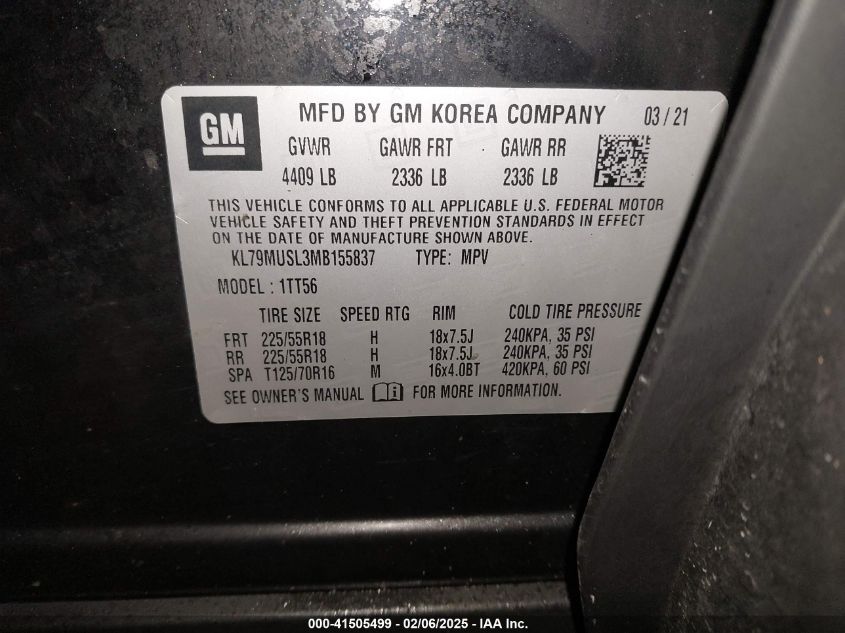 GM
MFD BY GM KOREA COMPANY 03 / 21
GVWR GAWR FRT GAWR RR
4409 LB 2336 LB 2336 LB
THIS VEHICLE CONFORMS TO ALL APPLICABLE U.S. FEDERAL MOTOR
VEHICLE SAFETY AND THEFT PREVENTION STANDARDS IN EFFECT
ON THE DATE OF MANUFACTURE SHOWN ABOVE.
KL79MUSL3MB155837 TYPE: MPV
MODEL : 1TT56
TIRE SIZE SPEED RTG RIM COLD TIRE PRESSURE
FRT 225/55R18 H 18x7.5J 240KPA, 35 PSI
RR 225/55R18 H 18x7.5J 240KPA, 35 PSI
SPA T125/70R16 M 16x4.0BT 420KPA, 60 PSI
SEE OWNER'S MANUAL i FOR MORE INFORMATION.
000-41505499 - 02/06/2025 - IAA Inc.